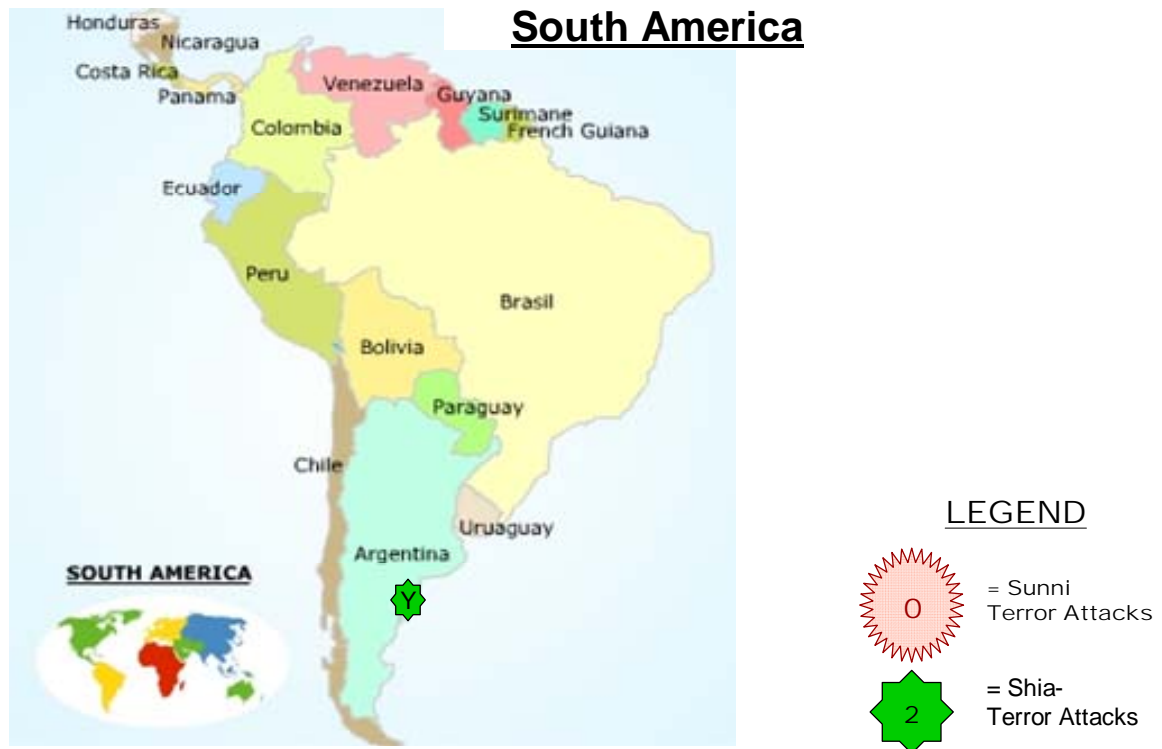 South America
Honduras
Nicaragua
Costa Rica
Panama
Venezuela
Guyana
Surimane
French Guiana
Colombia
Ecuador
Peru
Brasil
Bolivia
Paraguay
Chile
Uruaguay
Argentina
Y
SOUTH AMERICA
LEGEND
0
= Sunni
Terror Attacks
2
= Shia-
Terror Attacks